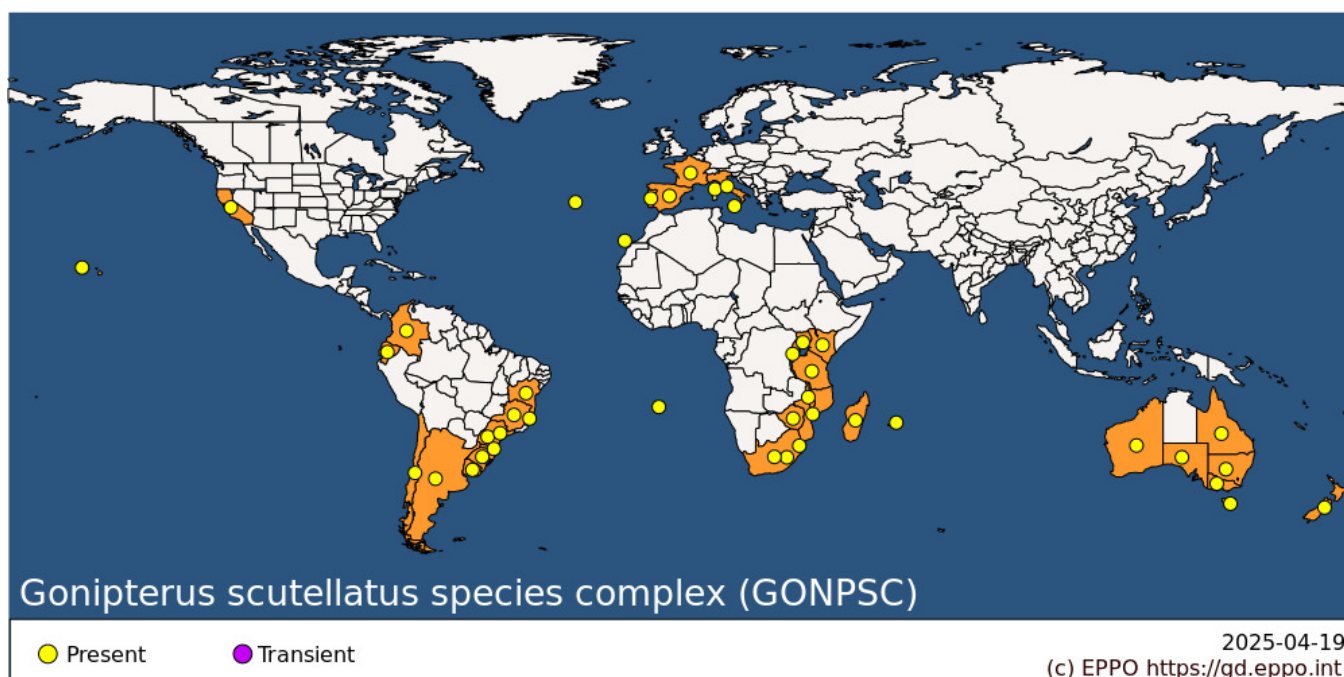 Gonipterus scutellatus species complex (GONPSC)
Present
Transient
2025-04-19
(c) EPPO https://gd.eppo.int